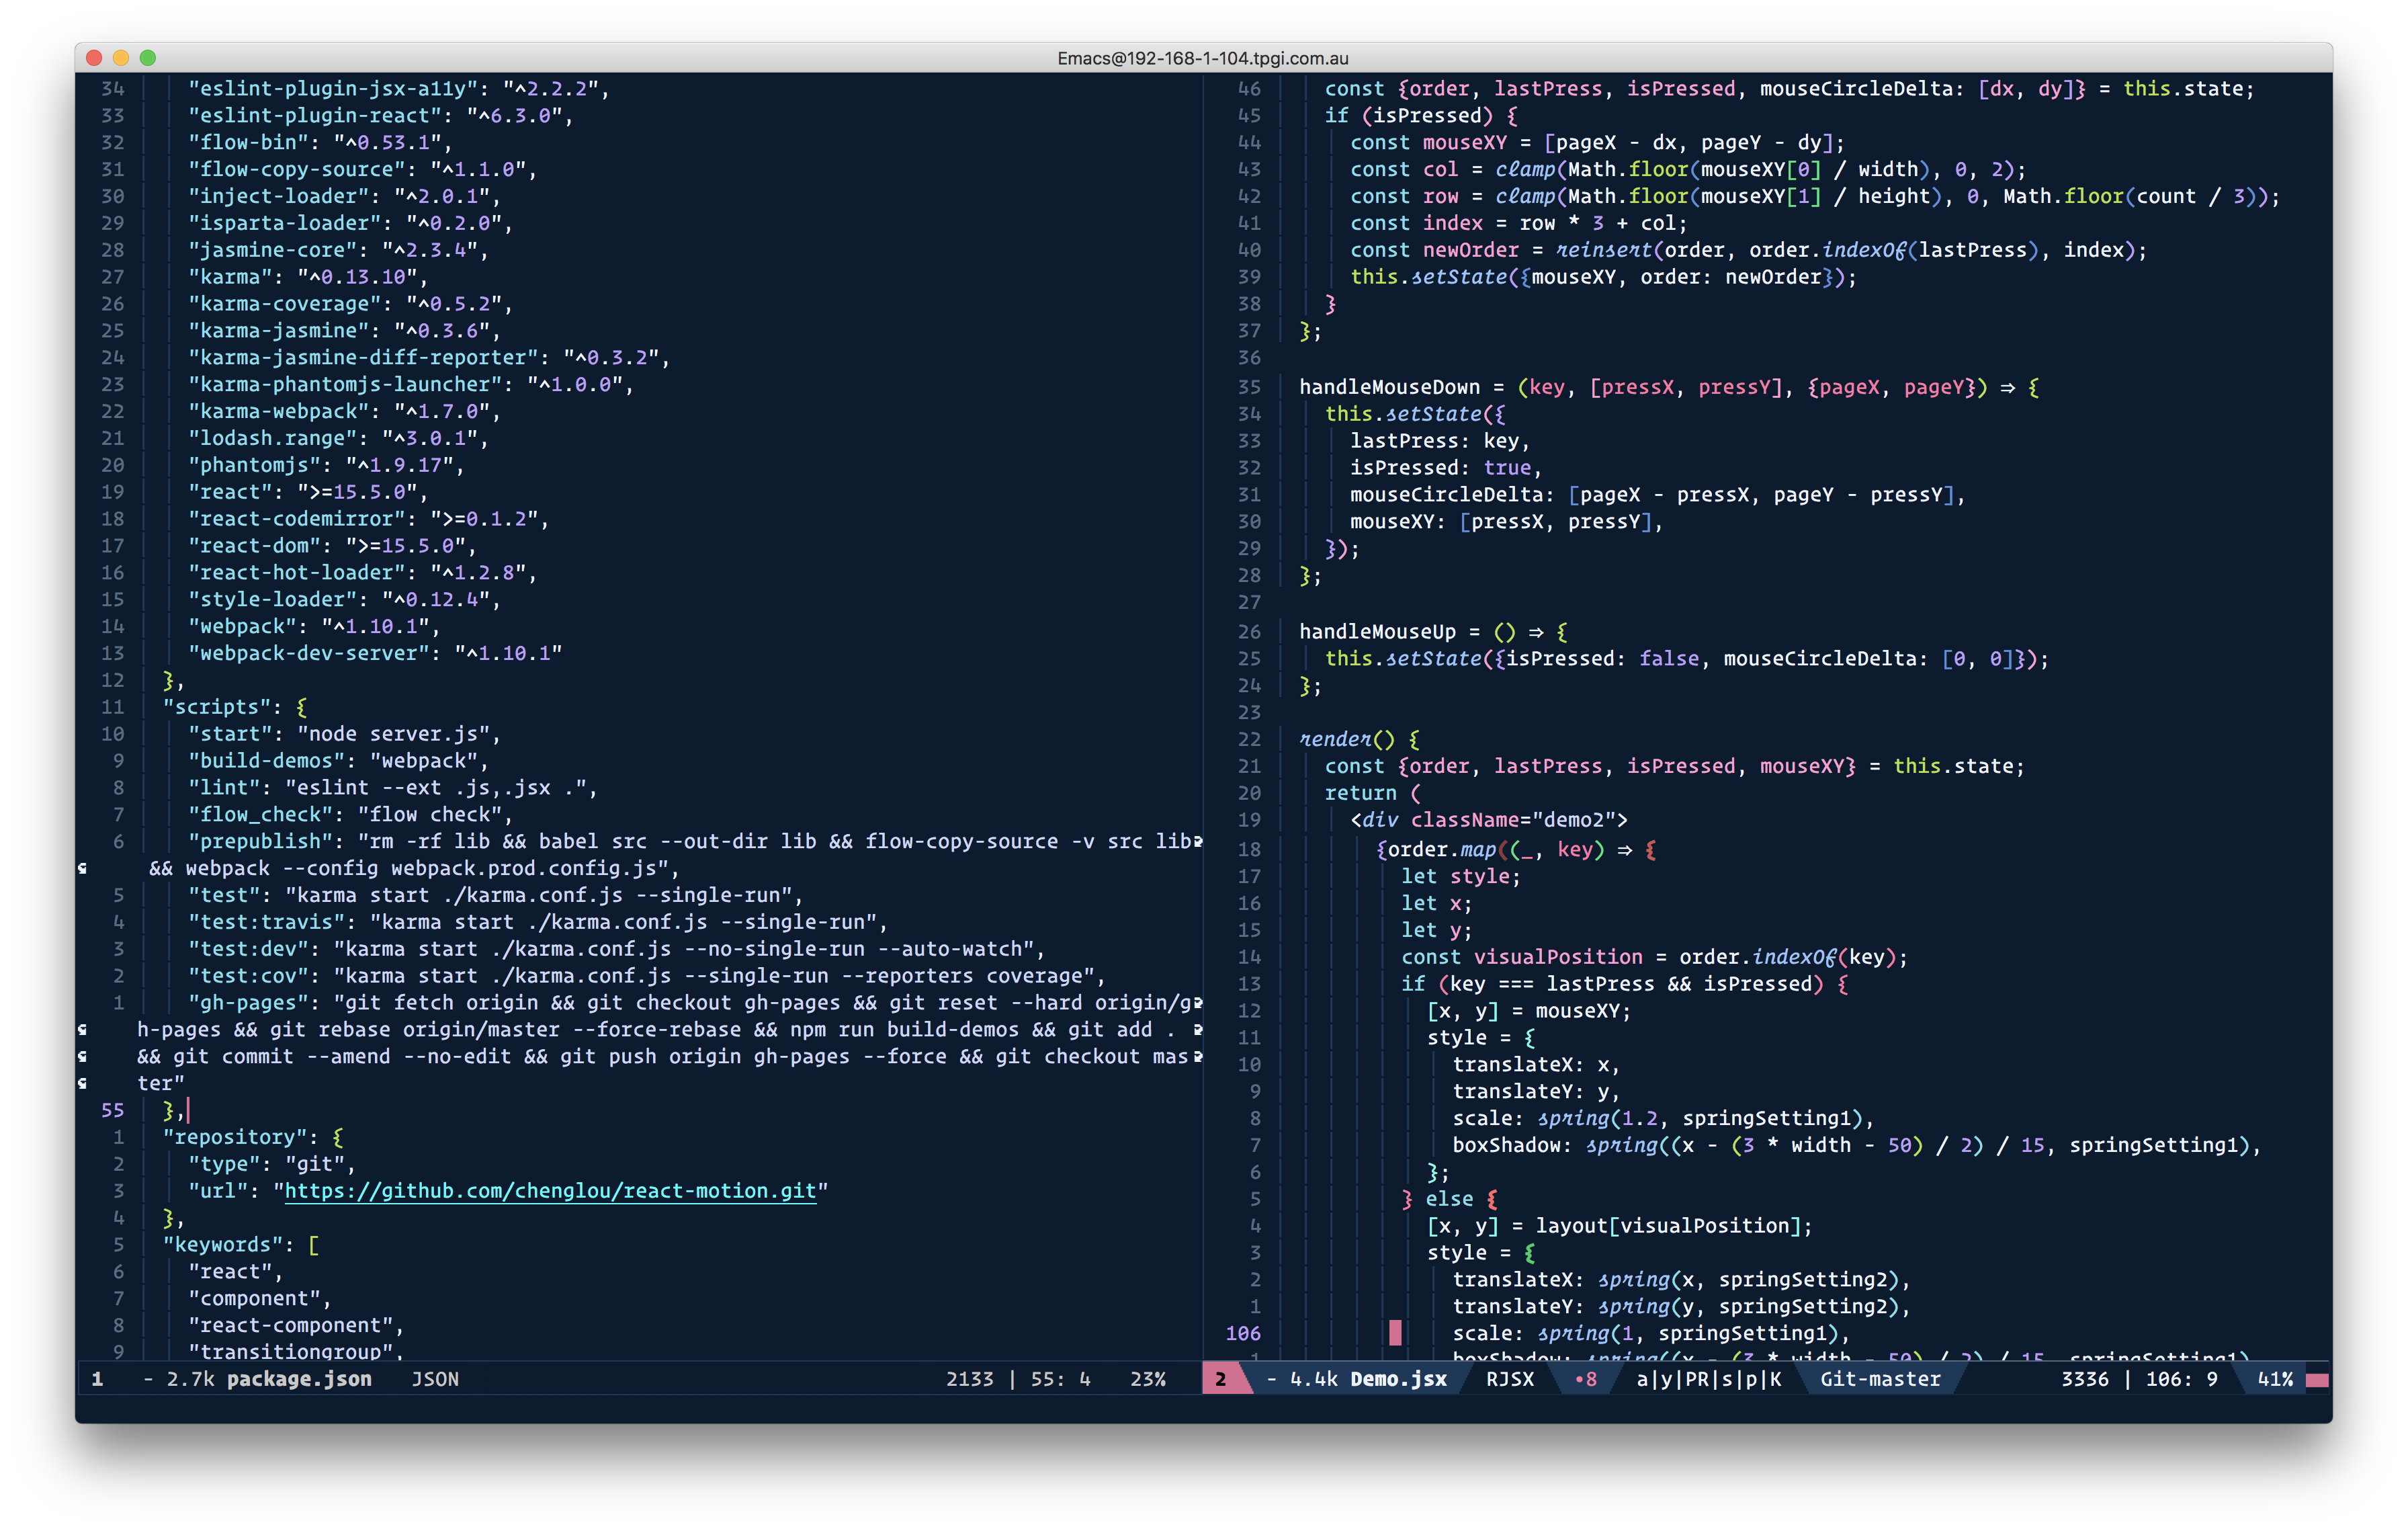 Emacs@192-168-1-104.tpgi.com.au
34 "eslint-plugin-jsx-a11y": "^2.2.2",
33 "eslint-plugin-react": "^6.3.0",
32 "flow-bin": "^0.53.1",
31 "flow-copy-source": "^1.1.0",
30 "inject-loader": "^2.0.1",
29 "isparta-loader": "^0.2.0",
28 "jasmine-core": "^2.3.4",
27 "karma": "^0.13.10",
26 "karma-coverage": "^0.5.2",
25 "karma-jasmine": "^0.3.6",
24 "karma-jasmine-diff-reporter": "^0.3.2",
23 "karma-phantomjs-launcher": "^1.0.0",
22 "karma-webpack": "^1.7.0",
21 "lodash.range": "^3.0.1",
20 "phantomjs": "^1.9.17",
19 "react": ">=15.5.0",
18 "react-codemirror": ">=0.1.2",
17 "react-dom": ">=15.5.0",
16 "react-hot-loader": "^1.2.8",
15 "style-loader": "^0.12.4",
14 "webpack": "^1.10.1",
13 "webpack-dev-server": "^1.10.1"
12 },
11 "scripts": {
10 "start": "node server.js",
9 "build-demos": "webpack",
8 "lint": "eslint --ext .js,.jsx .",
7 "flow_check": "flow check",
6 "prepublish": "rm -rf lib && babel src --out-dir lib && flow-copy-source -v src lib
&& webpack --config webpack.prod.config.js",
5 "test": "karma start ./karma.conf.js --single-run",
4 "test:travis": "karma start ./karma.conf.js --single-run",
3 "test:dev": "karma start ./karma.conf.js --no-single-run --auto-watch",
2 "test:cov": "karma start ./karma.conf.js --single-run --reporters coverage",
1 "gh-pages": "git fetch origin && git checkout gh-pages && git reset --hard origin/g
h-pages && git rebase origin/master --force-rebase && npm run build-demos && git add .
&& git commit --amend --no-edit && git push origin gh-pages --force && git checkout mas
ter"
55 },
1 "repository": {
2 "type": "git",
3 "url": "https://github.com/chenglou/react-motion.git"
4 },
5 "keywords": [
6 "react",
7 "component",
8 "react-component",
9 "transitiongroup",
1 - 2.7k package.json JSON 2133 | 55: 4 23%
46 const {order, lastPress, isPressed, mouseCircleDelta: [dx, dy]} = this.state;
45 if (isPressed) {
44 const mouseXY = [pageX - dx, pageY - dy];
43 const col = clamp(Math.floor(mouseXY[0] / width), 0, 2);
42 const row = clamp(Math.floor(mouseXY[1] / height), 0, Math.floor(count / 3));
41 const index = row * 3 + col;
40 const newOrder = reinsert(order, order.indexOf(lastPress), index);
39 this.setState({mouseXY, order: newOrder});
38 }
37 };
36
35 handleMouseDown = (key, [pressX, pressY], {pageX, pageY}) ⇒ {
34 this.setState({
33 lastPress: key,
32 isPressed: true,
31 mouseCircleDelta: [pageX - pressX, pageY - pressY],
30 mouseXY: [pressX, pressY],
29 });
28 };
27
26 handleMouseUp = () ⇒ {
25 this.setState({isPressed: false, mouseCircleDelta: [0, 0]});
24 };
23
22 render() {
21 const {order, lastPress, isPressed, mouseXY} = this.state;
20 return (
19 <div className="demo2">
18 {order.map((_, key) ⇒ {
17 let style;
16 let x;
15 let y;
14 const visualPosition = order.indexOf(key);
13 if (key === lastPress && isPressed) {
12 [x, y] = mouseXY;
11 style = {
10 translateX: x,
9 translateY: y,
8 scale: spring(1.2, springSetting1),
7 boxShadow: spring((x - (3 * width - 50) / 2) / 15, springSetting1),
6 };
5 } else {
4 [x, y] = layout[visualPosition];
3 style = {
2 translateX: spring(x, springSetting2),
1 translateY: spring(y, springSetting2),
106 scale: spring(1, springSetting1),
1 boxShadow: spring((x - (3 * width - 50) / 2) / 15, springSetting1)
2 - 4.4k Demo.jsx RJSX •8 a|y|PR|s|p|K Git-master 3336 | 106: 9 41%